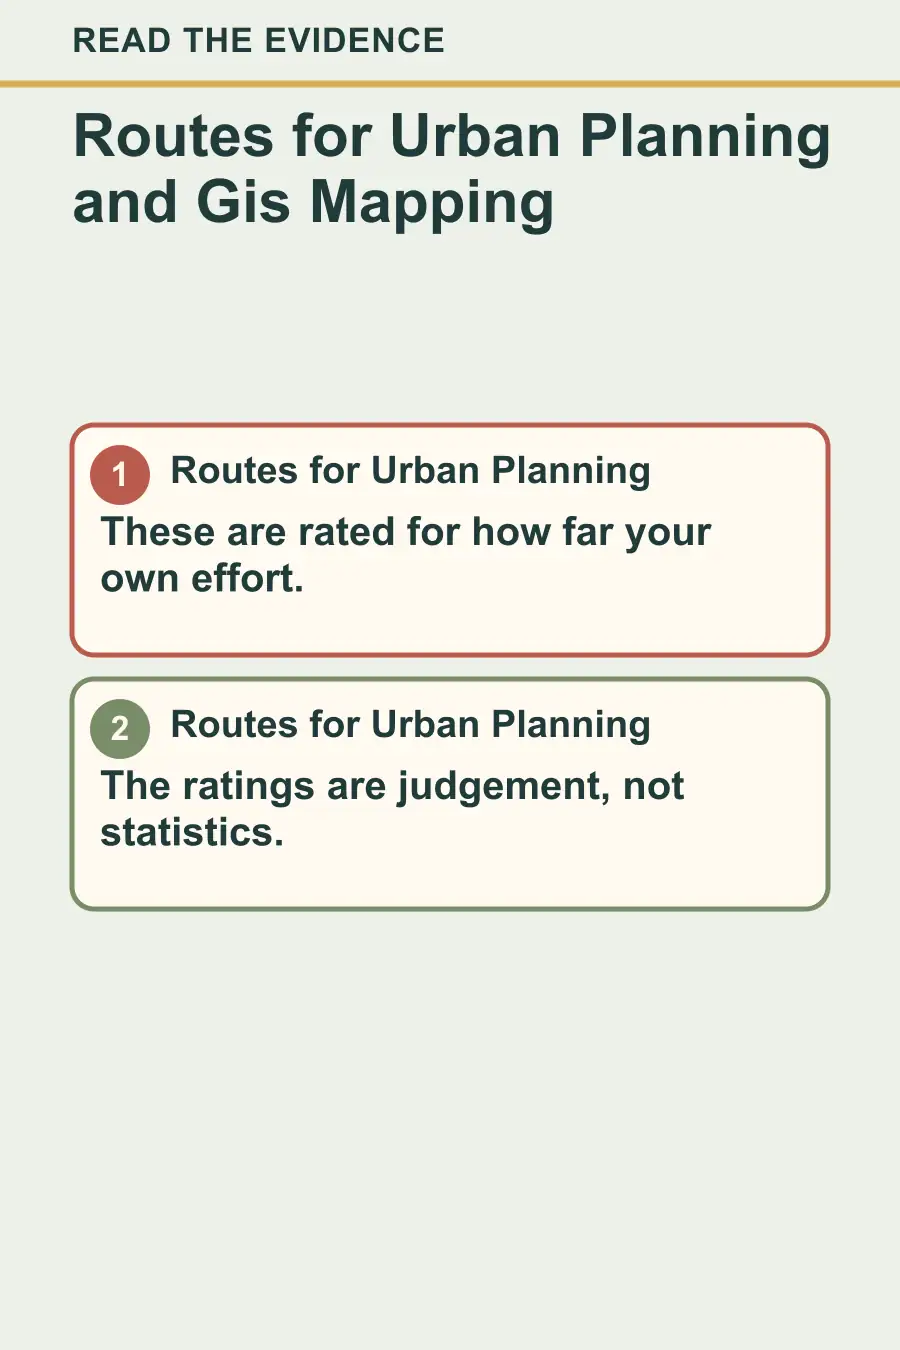 READ THE EVIDENCE
Routes for Urban Planning
and Gis Mapping
1 Routes for Urban Planning
These are rated for how far your
own effort.
2 Routes for Urban Planning
The ratings are judgement, not
statistics.